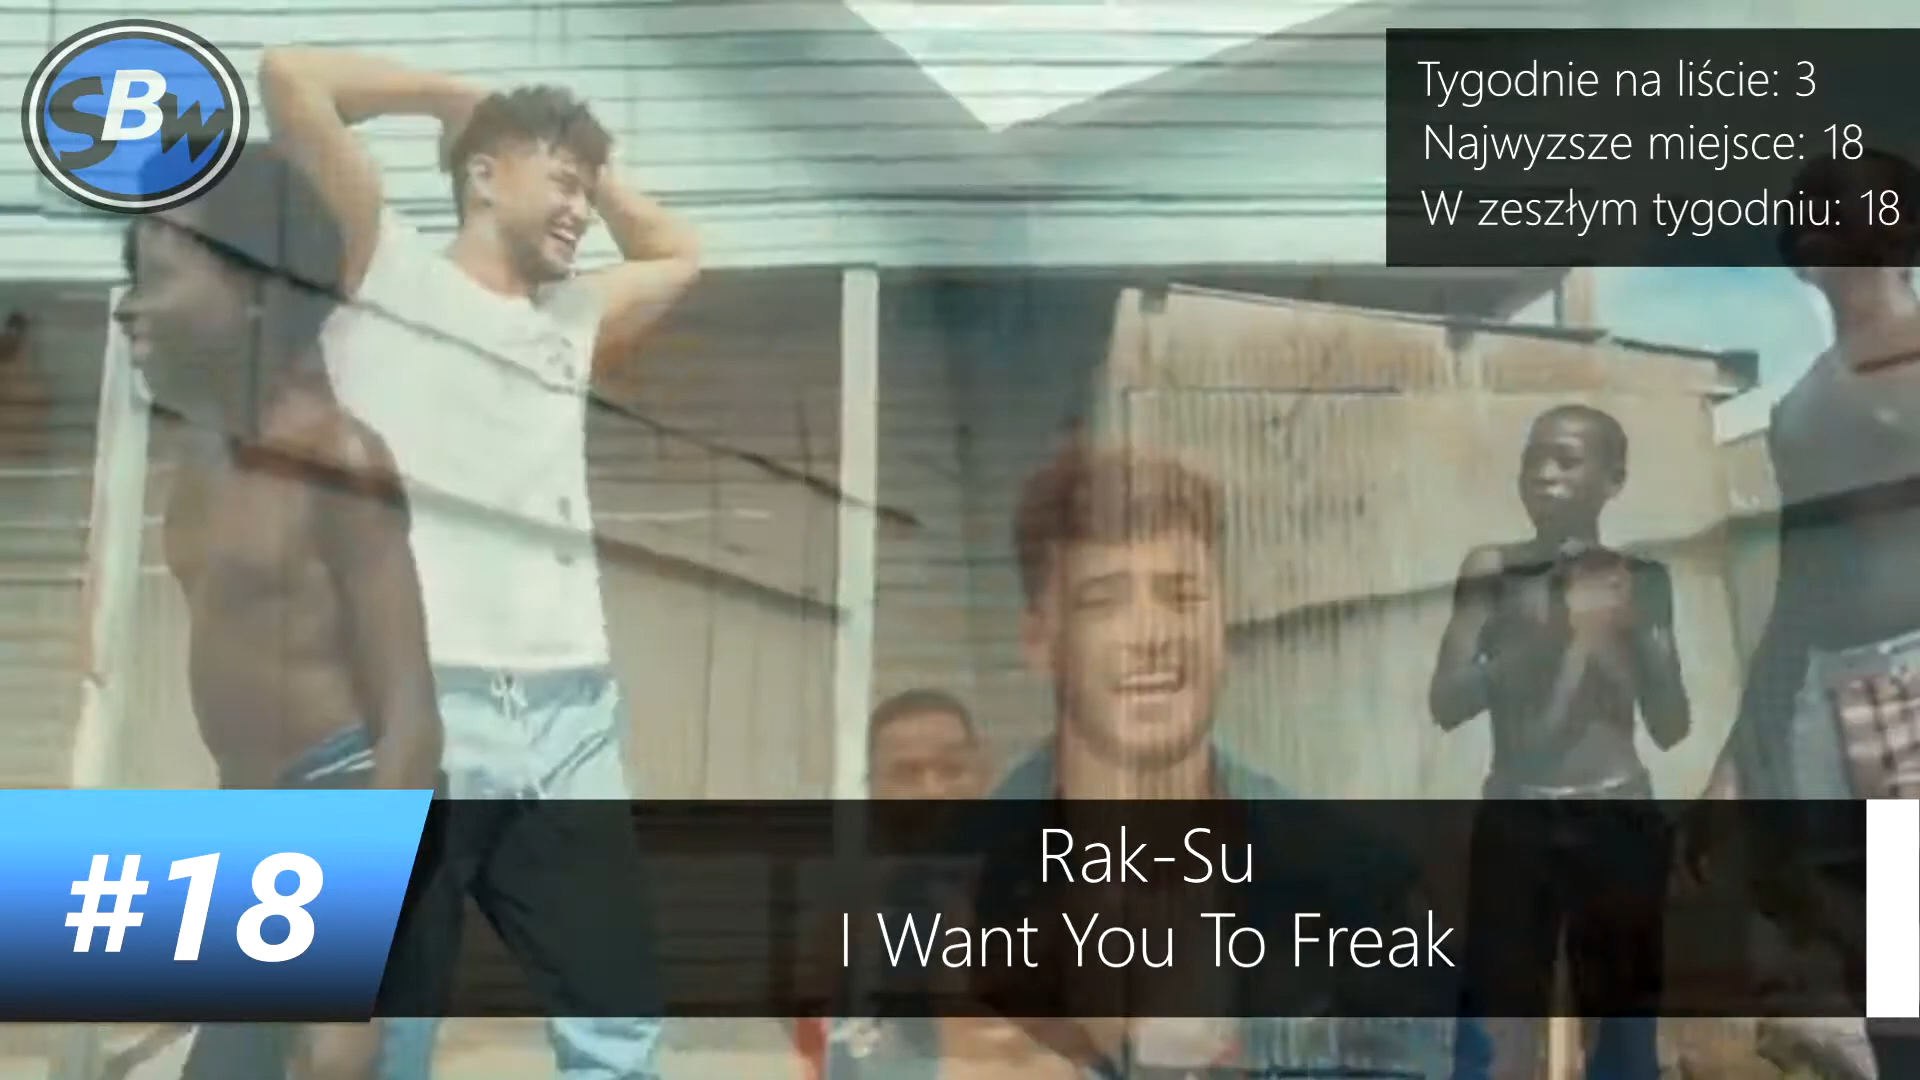 SBW
Tygodnie na liście: 3
Najwyzsze miejsce: 18
W zeszłym tygodniu: 18
#18
Rak-Su
I Want You To Freak